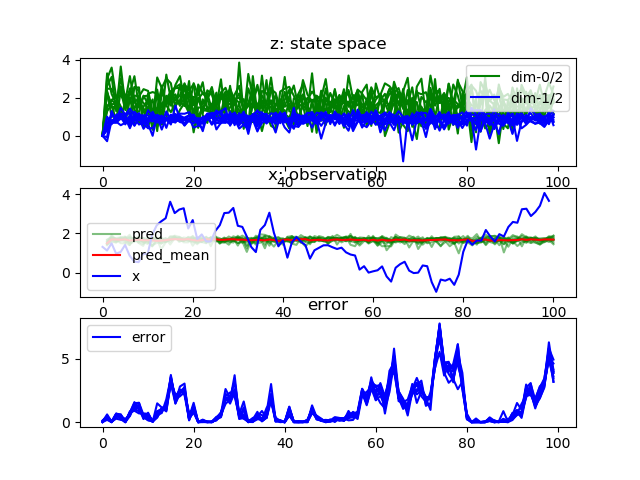 z: state space
4
2
0
dim-0/2
dim-1/2
0 20 40 60 80 100
x: observation
4
2
0
pred
pred_mean
x
0 20 40 60 80 100
error
5
0
error
0 20 40 60 80 100